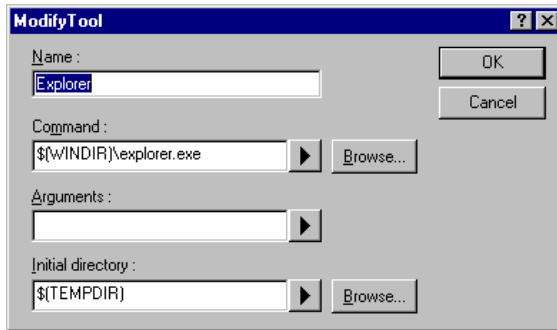 ModifyTool
Name :
Explorer
OK
Cancel
Command :
$(WINDIR)\explorer.exe
Browse...
Arguments :
Initial directory :
$(TEMPDIR)
Browse...